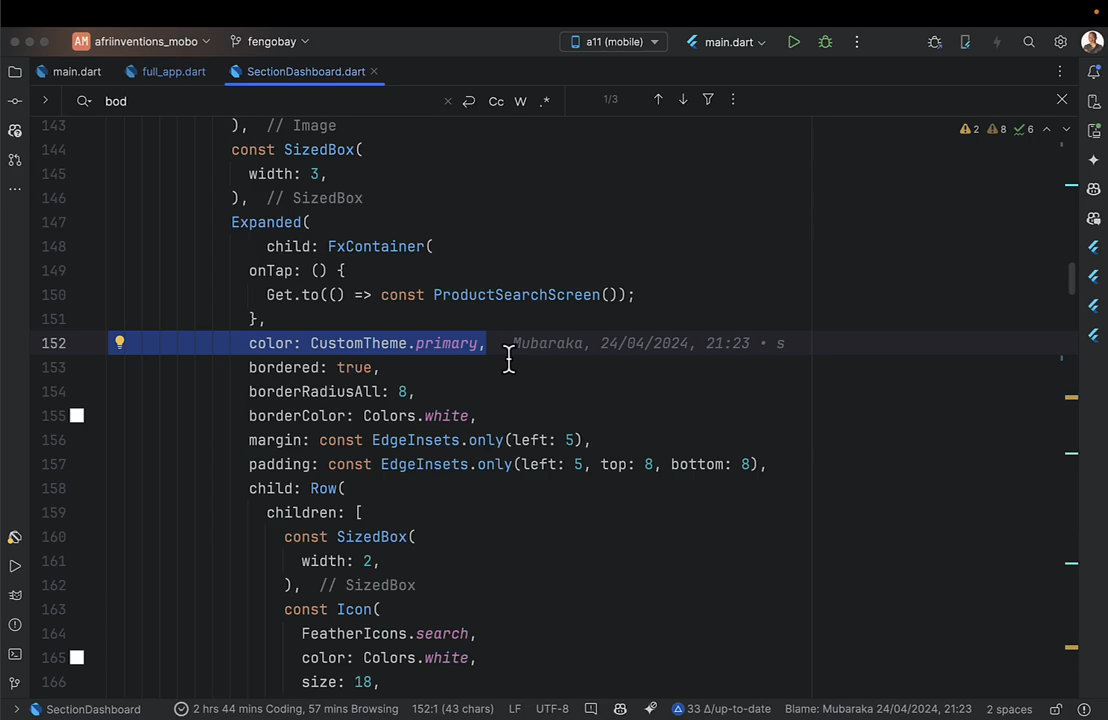 AM afriinventions_mobo fengobay a11 (mobile) main.dart
main.dart full_app.dart SectionDashboard.dart
bod Cc W .* 1/3
2 8 6
143 ), // Image
144 const SizedBox(
145 width: 3,
146 ), // SizedBox
147 Expanded(
148 child: FxContainer(
149 onTap: () {
150 Get.to(() => const ProductSearchScreen());
151 },
152 color: CustomTheme.primary, Mubaraka, 24/04/2024, 21:23 • s
153 bordered: true,
154 borderRadiusAll: 8,
155 borderColor: Colors.white,
156 margin: const EdgeInsets.only(left: 5),
157 padding: const EdgeInsets.only(left: 5, top: 8, bottom: 8),
158 child: Row(
159 children: [
160 const SizedBox(
161 width: 2,
162 ), // SizedBox
163 const Icon(
164 FeatherIcons.search,
165 color: Colors.white,
166 size: 18,
SectionDashboard 2 hrs 44 mins Coding, 57 mins Browsing 152:1 (43 chars) LF UTF-8 33 Δ/up-to-date Blame: Mubaraka 24/04/2024, 21:23 2 spaces